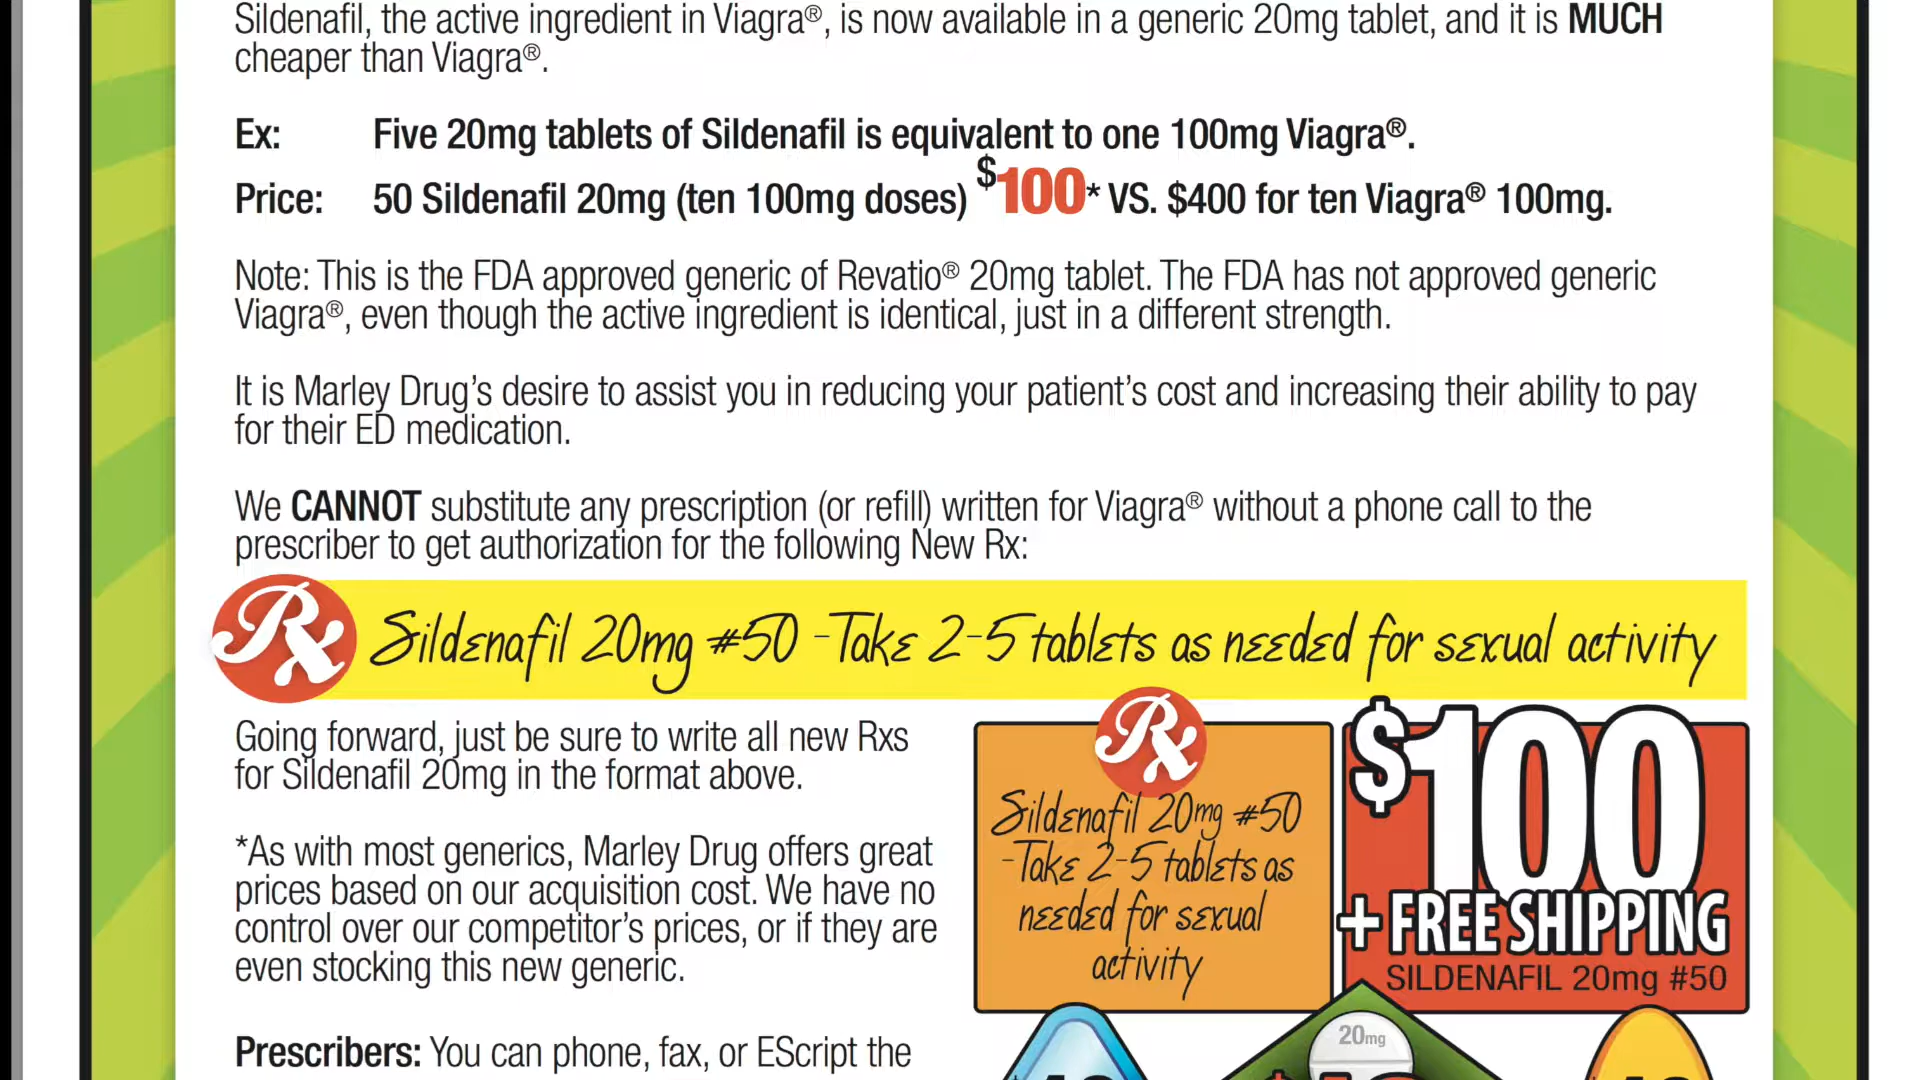 Sildenafil, the active ingredient in Viagra®, is now available in a generic 20mg tablet, and it is MUCH
cheaper than Viagra®.
Ex: Five 20mg tablets of Sildenafil is equivalent to one 100mg Viagra®.
Price: 50 Sildenafil 20mg (ten 100mg doses) $100* VS. $400 for ten Viagra® 100mg.
Note: This is the FDA approved generic of Revatio® 20mg tablet. The FDA has not approved generic
Viagra®, even though the active ingredient is identical, just in a different strength.
It is Marley Drug's desire to assist you in reducing your patient's cost and increasing their ability to pay
for their ED medication.
We CANNOT substitute any prescription (or refill) written for Viagra® without a phone call to the
prescriber to get authorization for the following New Rx:
Rx Sildenafil 20mg #50 -Take 2-5 tablets as needed for sexual activity
Going forward, just be sure to write all new Rxs
for Sildenafil 20mg in the format above.
*As with most generics, Marley Drug offers great
prices based on our acquisition cost. We have no
control over our competitor's prices, or if they are
even stocking this new generic.
Prescribers: You can phone, fax, or EScript the
Rx
Sildenafil 20mg #50
-Take 2-5 tablets as
needed for sexual
activity
$100
+ FREE SHIPPING
SILDENAFIL 20mg #50
20mg